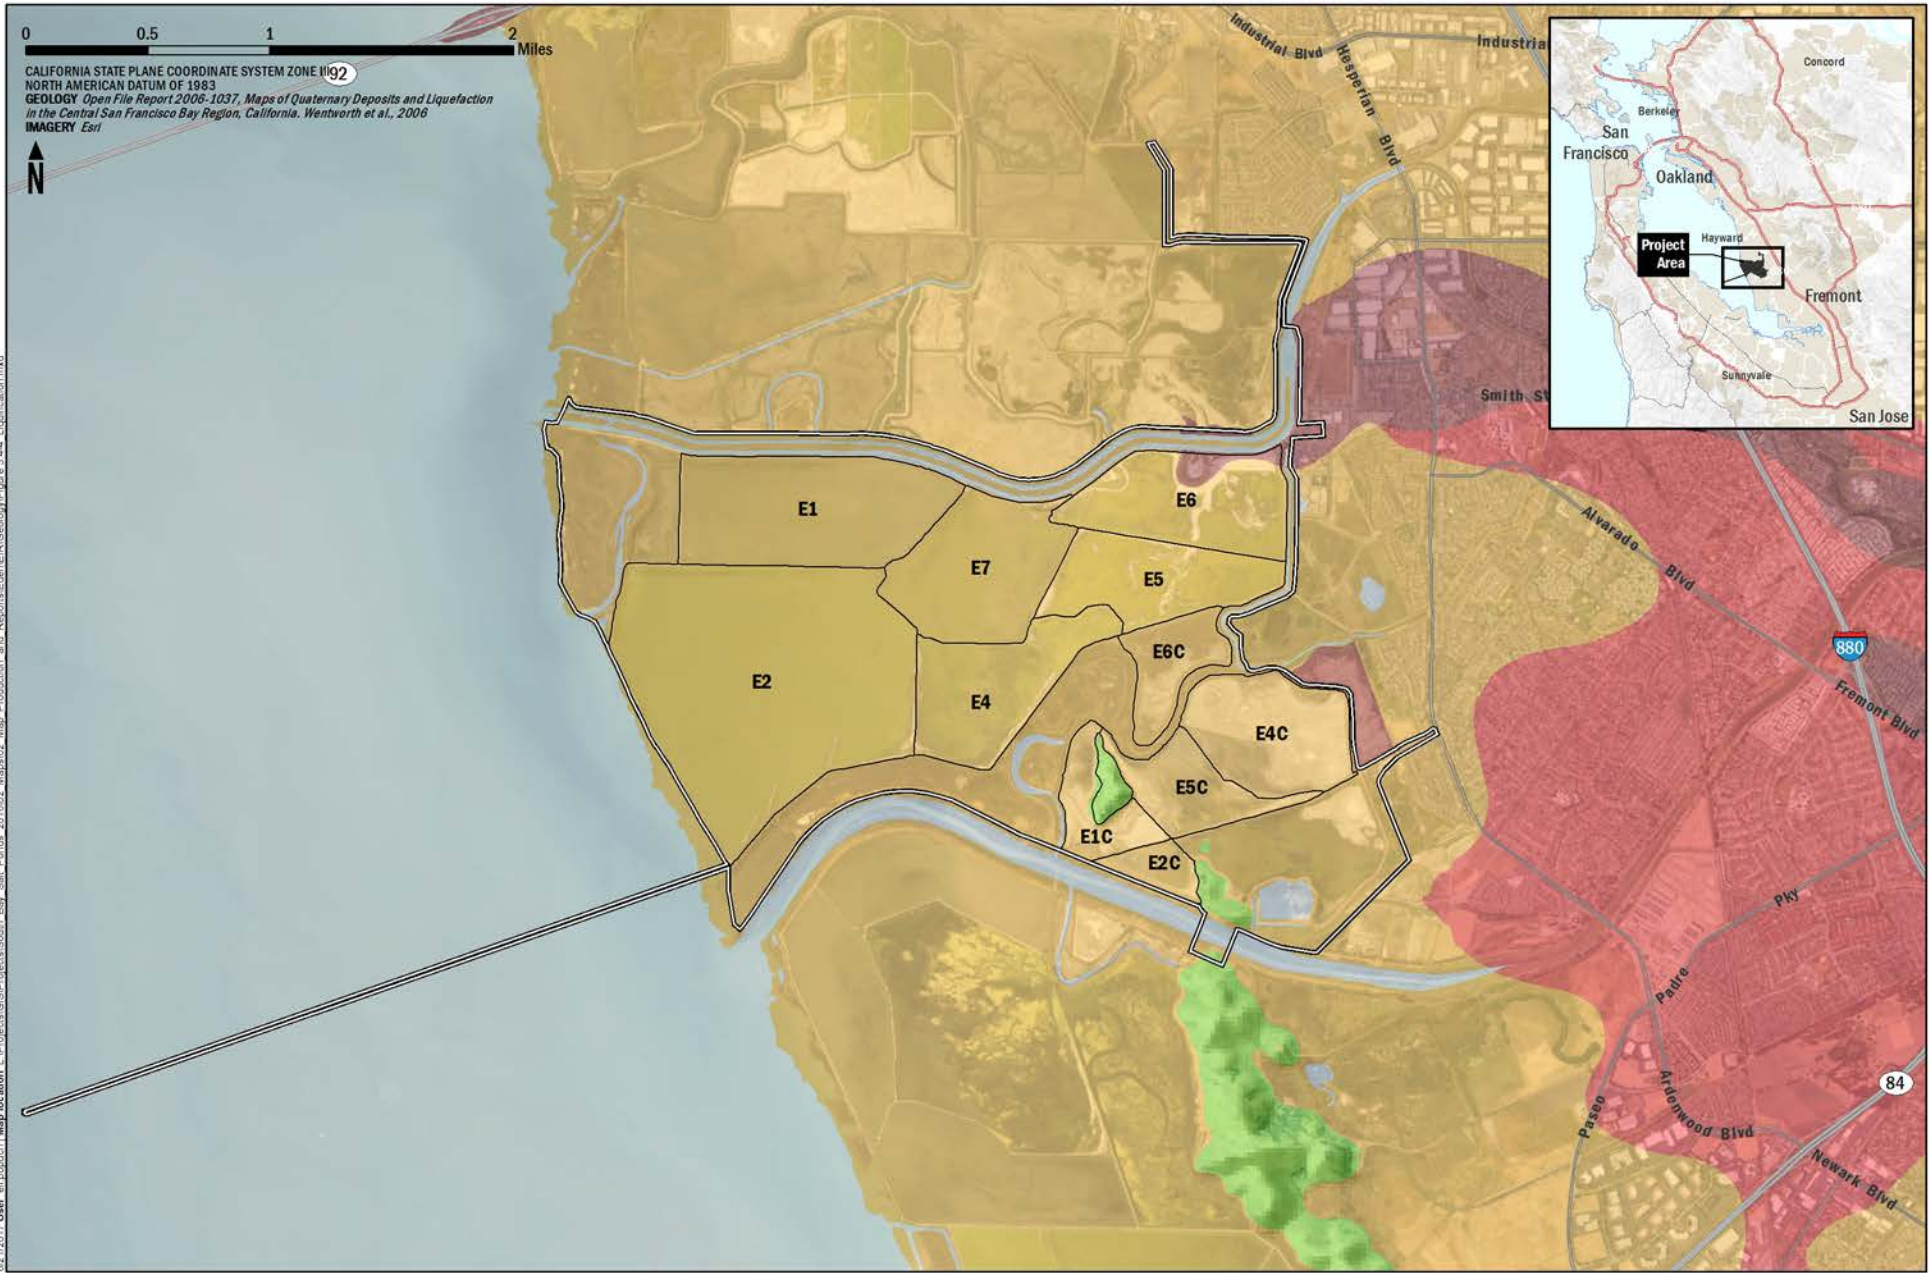 0 0.5 1 2
Miles
CALIFORNIA STATE PLANE COORDINATE SYSTEM ZONE III
92
NORTH AMERICAN DATUM OF 1983
GEOLOGY Open File Report 2006-1037, Maps of Quaternary Deposits and Liquefaction
in the Central San Francisco Bay Region, California. Wentworth et al., 2006
IMAGERY Esri
N
Industrial Blvd
Hesperian Blvd
Concord
Berkeley
San
Francisco
Oakland
Hayward
Project
Area
Fremont
Sunnyvale
San Jose
E1
E6
E7
E5
E6C
E2
E4
E4C
E5C
E1C
E2C
Alvarado
Blvd
880
Fremont Blvd
Paseo
Padre
Pky
84
Ardenwood Blvd
Newark Blvd